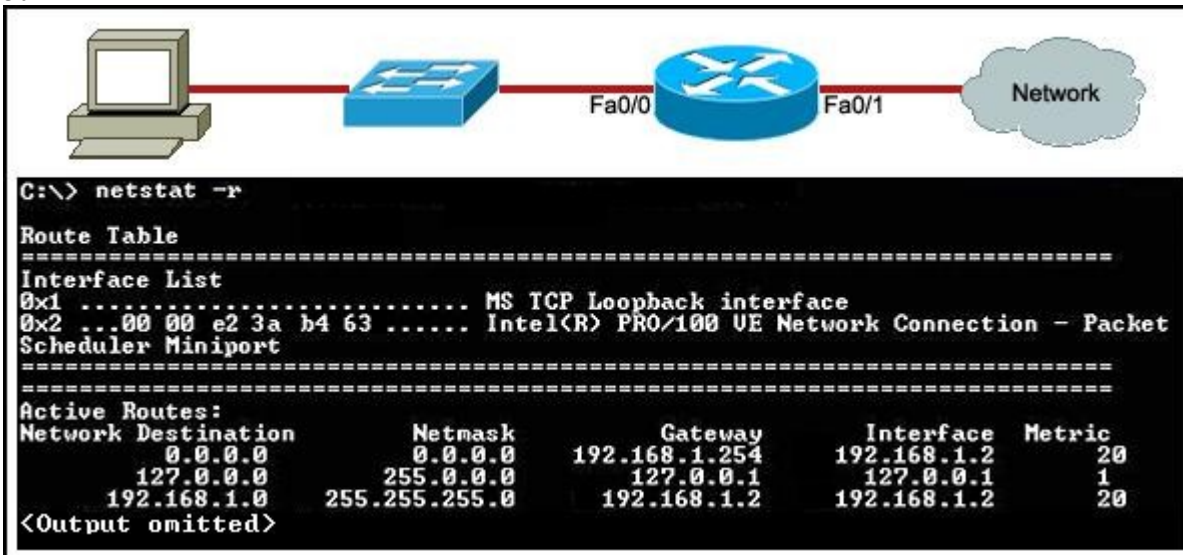 Fa0/0 Fa0/1 Network
C:\> netstat -r
Route Table
===========================================================================
Interface List
0x1 ........................... MS TCP Loopback interface
0x2 ...00 00 e2 3a b4 63 ...... Intel(R) PRO/100 VE Network Connection - Packet
Scheduler Miniport
===========================================================================
===========================================================================
Active Routes:
Network Destination Netmask Gateway Interface Metric
0.0.0.0 0.0.0.0 192.168.1.254 192.168.1.2 20
127.0.0.0 255.0.0.0 127.0.0.1 127.0.0.1 1
192.168.1.0 255.255.255.0 192.168.1.2 192.168.1.2 20
<Output omitted>